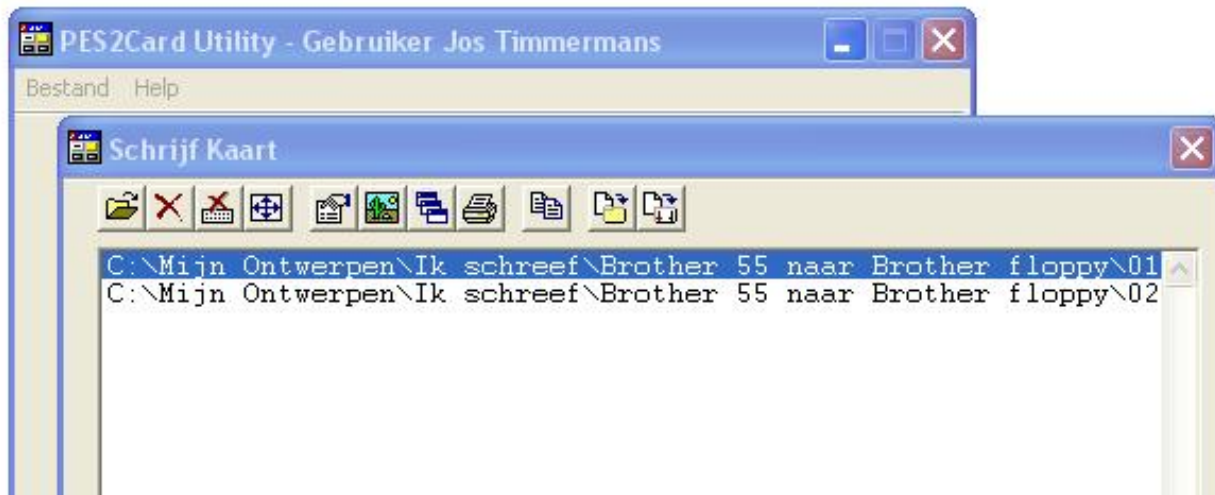 PES2Card Utility - Gebruiker Jos Timmermans
Bestand Help
Schrijf Kaart
C:\Mijn Ontwerpen\Ik schreef\Brother 55 naar Brother floppy\01
C:\Mijn Ontwerpen\Ik schreef\Brother 55 naar Brother floppy\02